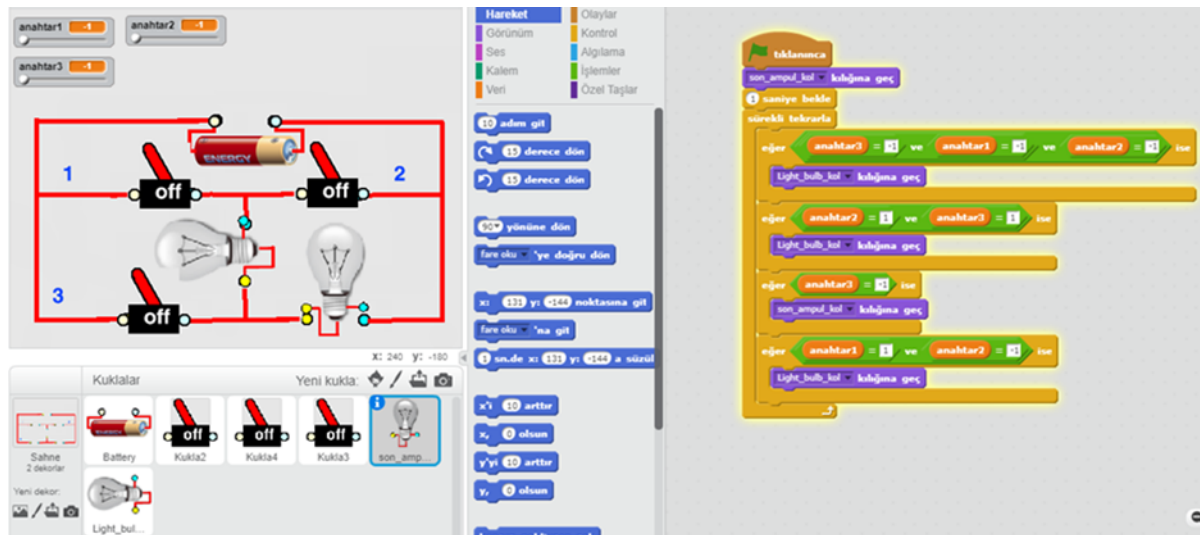 anahtar1 -1
anahtar2 -1
anahtar3 -1
ENERGY
1
off
off
2
3
off
x: 240 y: -180
Kuklalar
Yeni kukla:
Sahne
2 dekorlar
Yeni dekor:
Battery
Kukla2
Kukla4
Kukla3
son_amp...
Light_bul...
Hareket
Olaylar
Görünüm
Kontrol
Ses
Algılama
Kalem
İşlemler
Veri
Özel Taşlar
10 adım git
15 derece dön
15 derece dön
90 yönüne dön
fare oku 'ye doğru dön
x: 131 y: -144 noktasına git
fare oku 'na git
1 sn.de x: 131 y: -144 a süzül
x'i 10 arttır
x, 0 olsun
y'yi 10 arttır
y, 0 olsun
tıklanınca
son_ampul_kol kılığına geç
1 saniye bekle
sürekli tekrarla
eğer anahtar3 = -1 ve anahtar1 = -1 ve anahtar2 = -1 ise
Light_bulb_kol kılığına geç
eğer anahtar2 = 1 ve anahtar3 = 1 ise
Light_bulb_kol kılığına geç
eğer anahtar3 = -1 ise
son_ampul_kol kılığına geç
eğer anahtar1 = 1 ve anahtar2 = -1 ise
Light_bulb_kol kılığına geç